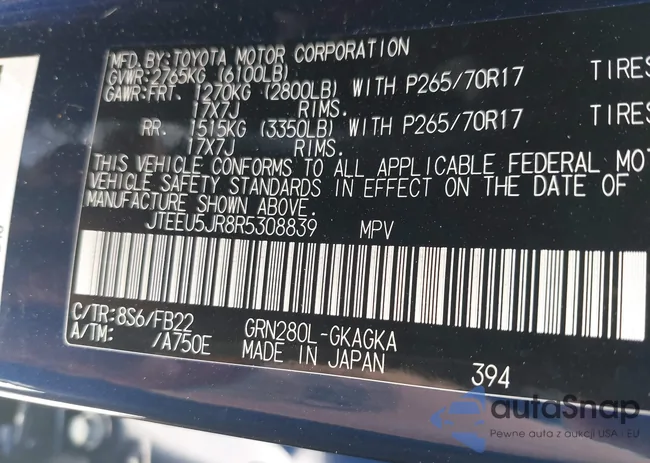 MFD.BY:TOYOTA MOTOR CORPORATION
GVWR:2765KG (6100LB)
GAWR:FRT. 1270KG (2800LB) WITH P265/70R17 TIRES
17X7J RIMS.
RR. 1515KG (3350LB) WITH P265/70R17 TIRES
17X7J RIMS.
THIS VEHICLE CONFORMS TO ALL APPLICABLE FEDERAL MOT
VEHICLE SAFETY STANDARDS IN EFFECT ON THE DATE OF
MANUFACTURE SHOWN ABOVE.
JTEEU5JR8R5308839 MPV
C/TR:8S6/FB22 GRN280L-GKAGKA
A/TM: /A750E MADE IN JAPAN 394
autoSnap
Pewne auta z aukcji USA i EU